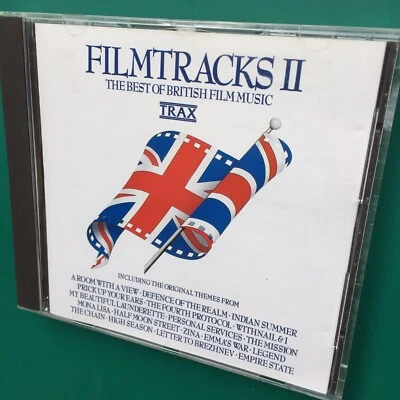 FILMTRACKS II
THE BEST OF BRITISH FILM MUSIC
TRAX
INCLUDING THE ORIGINAL THEMES FROM
A ROOM WITH A VIEW · DEFENCE OF THE REALM · INDIAN SUMMER
PRICK UP YOUR EARS · THE FOURTH PROTOCOL · WITHNAIL & I
MY BEAUTIFUL LAUNDERETTE · PERSONAL SERVICES · THE MISSION
MONA LISA · HALF MOON STREET · ZINA · EMMA'S WAR · LEGEND
THE CHAIN · HIGH SEASON · LETTER TO BREZHNEV · EMPIRE STATE